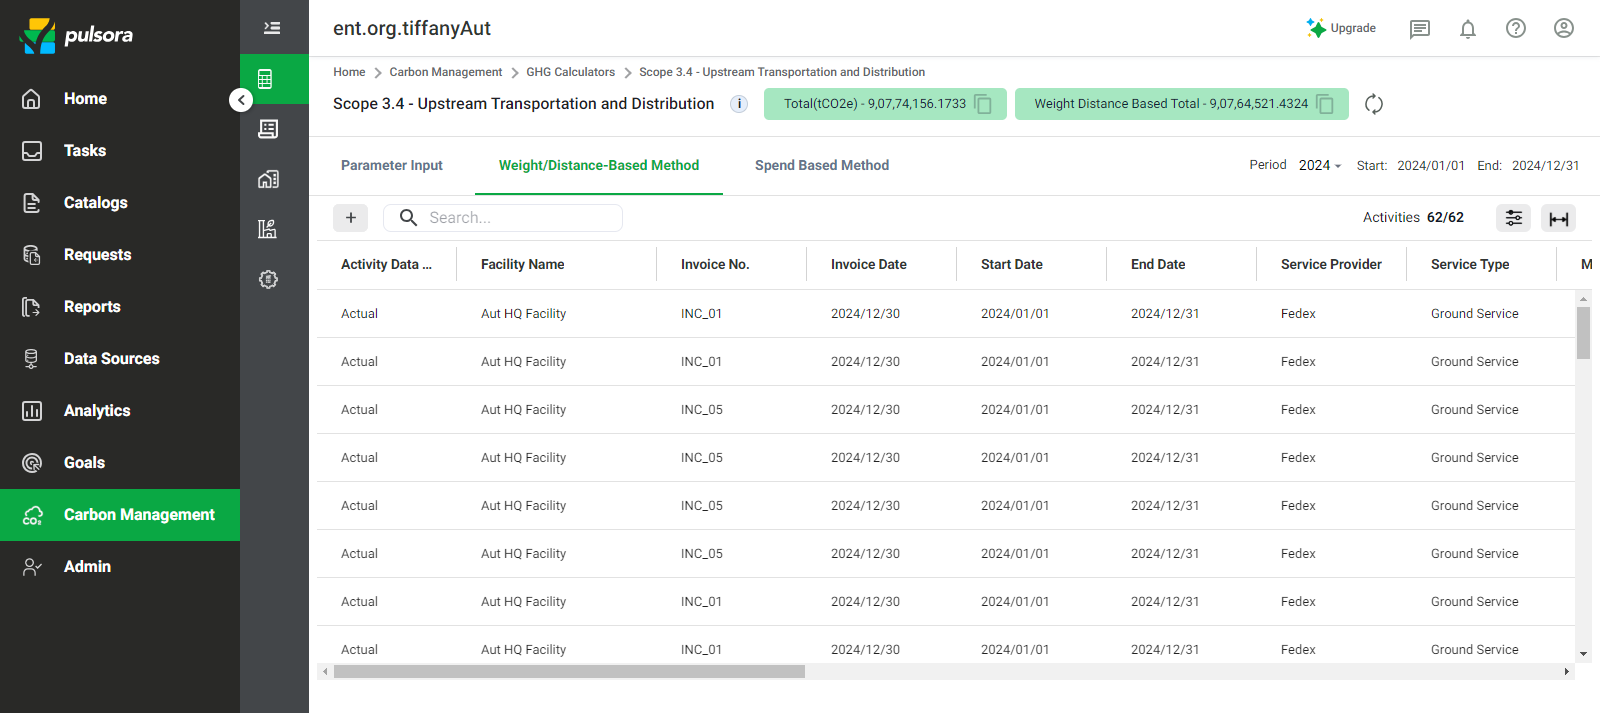 pulsora
Home
Tasks
Catalogs
Requests
Reports
Data Sources
Analytics
Goals
CO₂
Carbon Management
Admin
ent.org.tiffanyAut
Upgrade
Home > Carbon Management > GHG Calculators > Scope 3.4 - Upstream Transportation and Distribution
Scope 3.4 - Upstream Transportation and Distribution i Total(tCO2e) - 9,07,74,156.1733 Weight Distance Based Total - 9,07,64,521.4324
Parameter Input Weight/Distance-Based Method Spend Based Method Period 2024 Start: 2024/01/01 End: 2024/12/31
+ Search... Activities 62/62
Activity Data ... Facility Name Invoice No. Invoice Date Start Date End Date Service Provider Service Type M
Actual Aut HQ Facility INC_01 2024/12/30 2024/01/01 2024/12/31 Fedex Ground Service
Actual Aut HQ Facility INC_01 2024/12/30 2024/01/01 2024/12/31 Fedex Ground Service
Actual Aut HQ Facility INC_05 2024/12/30 2024/01/01 2024/12/31 Fedex Ground Service
Actual Aut HQ Facility INC_05 2024/12/30 2024/01/01 2024/12/31 Fedex Ground Service
Actual Aut HQ Facility INC_05 2024/12/30 2024/01/01 2024/12/31 Fedex Ground Service
Actual Aut HQ Facility INC_05 2024/12/30 2024/01/01 2024/12/31 Fedex Ground Service
Actual Aut HQ Facility INC_01 2024/12/30 2024/01/01 2024/12/31 Fedex Ground Service
Actual Aut HQ Facility INC_01 2024/12/30 2024/01/01 2024/12/31 Fedex Ground Service